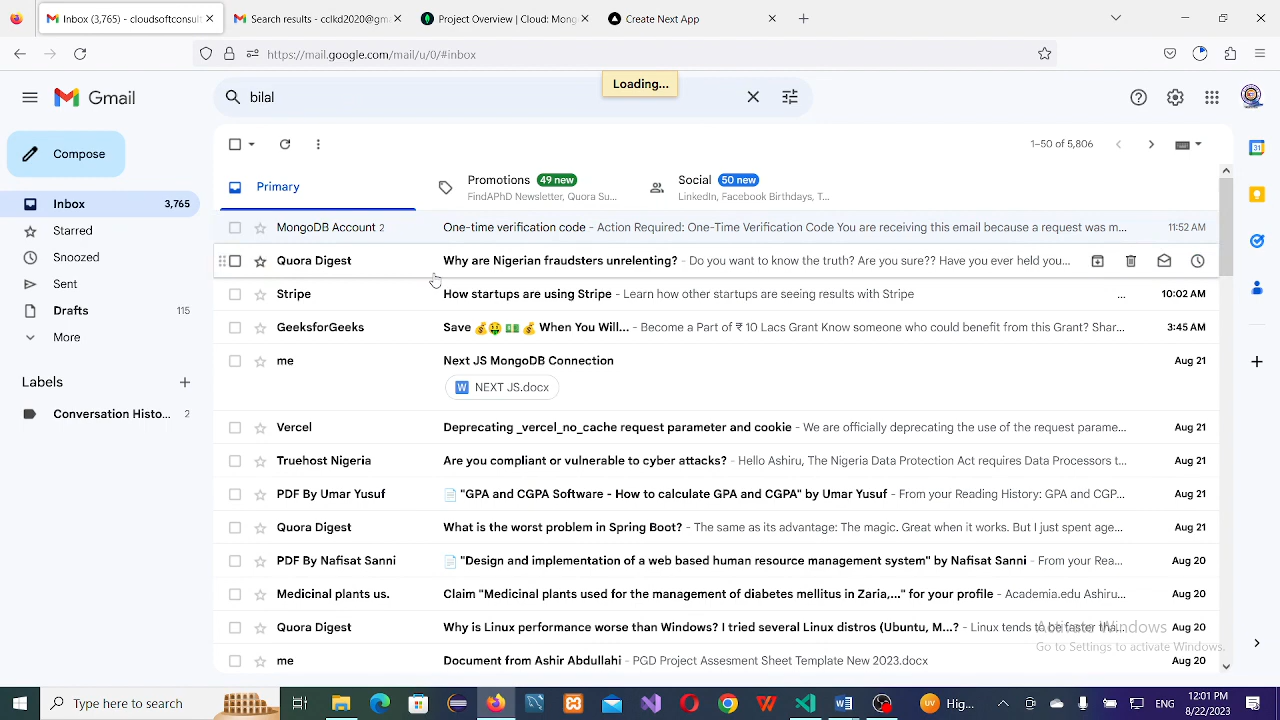 Inbox (3,765) - cloudsoftconsult
Search results - cclkd2020@gm
Project Overview | Cloud: Mong
Create Next App
https://mail.google.com/mail/u/0/#inbox
Loading...
Gmail
bilal
Compose
1–50 of 5,806
Inbox 3,765
Starred
Snoozed
Sent
Drafts 115
More
Labels
Conversation Histo... 2
Primary
Promotions 49 new
FindAPhD Newsletter, Quora Su...
Social 50 new
LinkedIn, Facebook Birthdays, T...
MongoDB Account 2 One-time verification code - Action Required: One-Time Verification Code You are receiving this email because a request was m... 11:52 AM
Quora Digest Why are Nigerian fraudsters unrelenting? - Do you want to know the truth? Are you sure?? Have you ever held you...
Stripe How startups are using Stripe - Learn how other startups are seeing results with Stripe ... 10:02 AM
GeeksforGeeks Save 💰🤑 💵 💰 When You Will... - Become a Part of ₹ 10 Lacs Grant Know someone who could benefit from this Grant? Shar... 3:45 AM
me Next JS MongoDB Connection Aug 21
W NEXT JS.docx
Vercel Deprecating _vercel_no_cache request parameter and cookie - We are officially deprecating the use of the request parame... Aug 21
Truehost Nigeria Are you compliant or vulnerable to cyber attacks? - Hello Ashiru, The Nigeria Data Protection Act requires Data Processors t... Aug 21
PDF By Umar Yusuf 📄 "GPA and CGPA Software - How to calculate GPA and CGPA" by Umar Yusuf - From your Reading History: GPA and CGP... Aug 21
Quora Digest What is the worst problem in Spring Boot? - The same as its advantage: The magic. Great when it works. But I just spent age... Aug 21
PDF By Nafisat Sanni 📄 "Design and implementation of a web based human resource management system" by Nafisat Sanni - From your Rea... Aug 20
Medicinal plants us. Claim "Medicinal plants used for the management of diabetes mellitus in Zaria,..." for your profile - Academia.edu Ashiru... Aug 20
Quora Digest Why is Linux performance worse than Windows? I tried several Linux distros (Ubuntu, M...? - Linux tends to be faster tha... Aug 20
me Document from Ashir Abdullahi - PGD Project Assesment Sheet Template New 2023.docx Aug 20
Activate Windows
Go to Settings to activate Windows.
Type here to search
UV Hig...
12:01 PM
8/22/2023